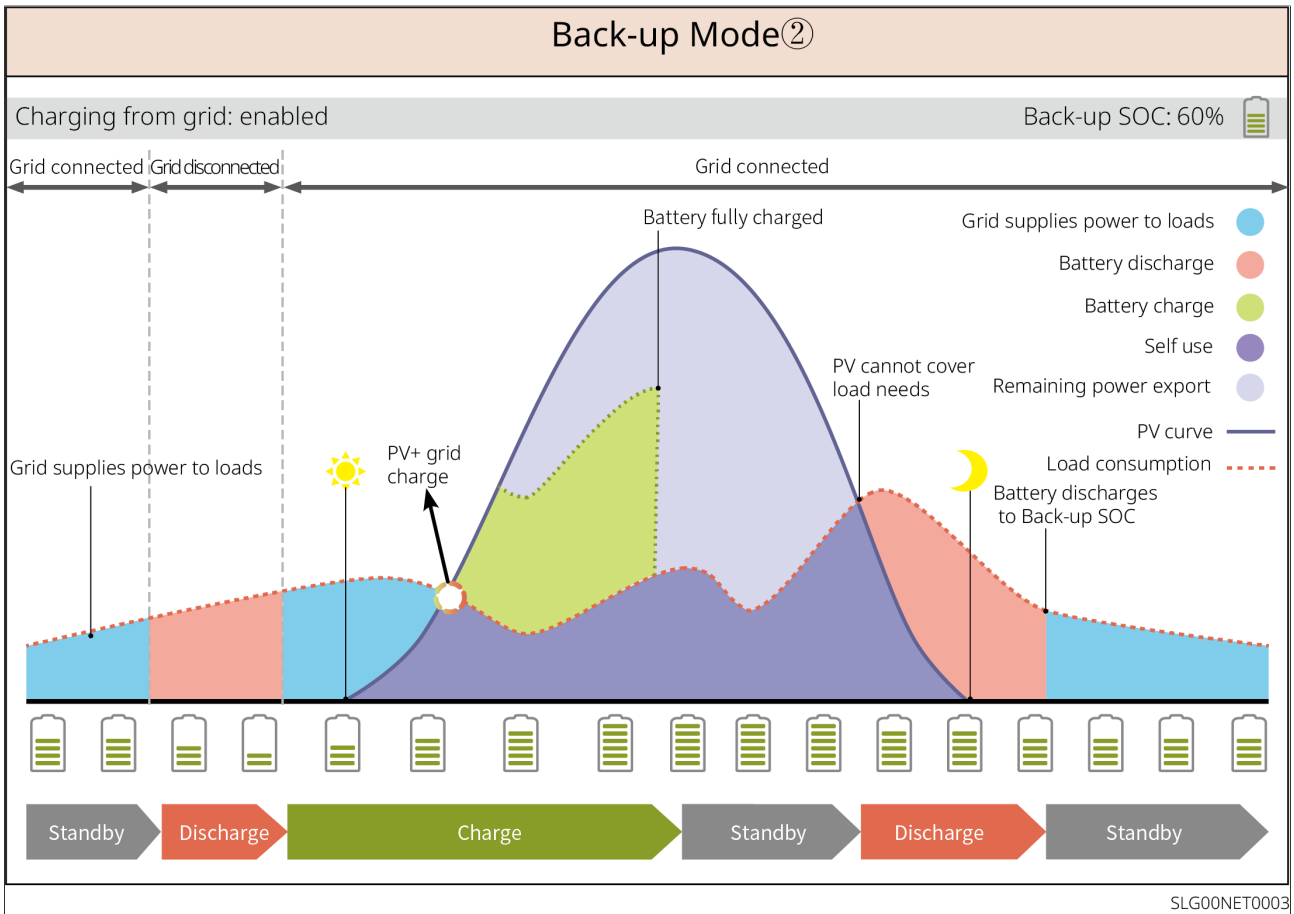 Back-up Mode②
Charging from grid: enabled
Back-up SOC: 60%
Grid connected
Grid disconnected
Grid connected
Battery fully charged
Grid supplies power to loads
Battery discharge
Battery charge
Self use
Remaining power export
PV curve
Load consumption
PV cannot cover
load needs
Grid supplies power to loads
PV+ grid
charge
Battery discharges
to Back-up SOC
Standby
Discharge
Charge
Standby
Discharge
Standby
SLG00NET0003